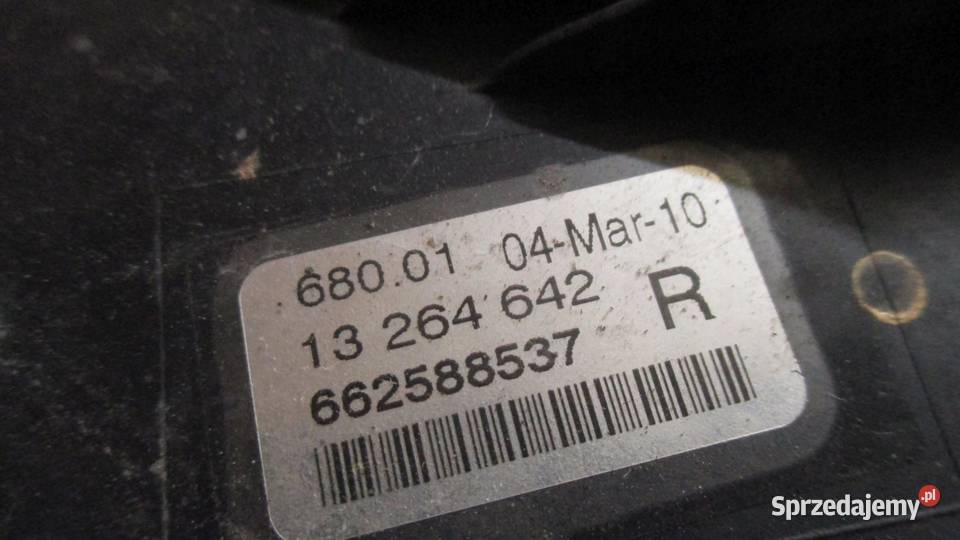 680.01 04-Mar-10
13 264 642 R
662588537
Sprzedajemy.pl